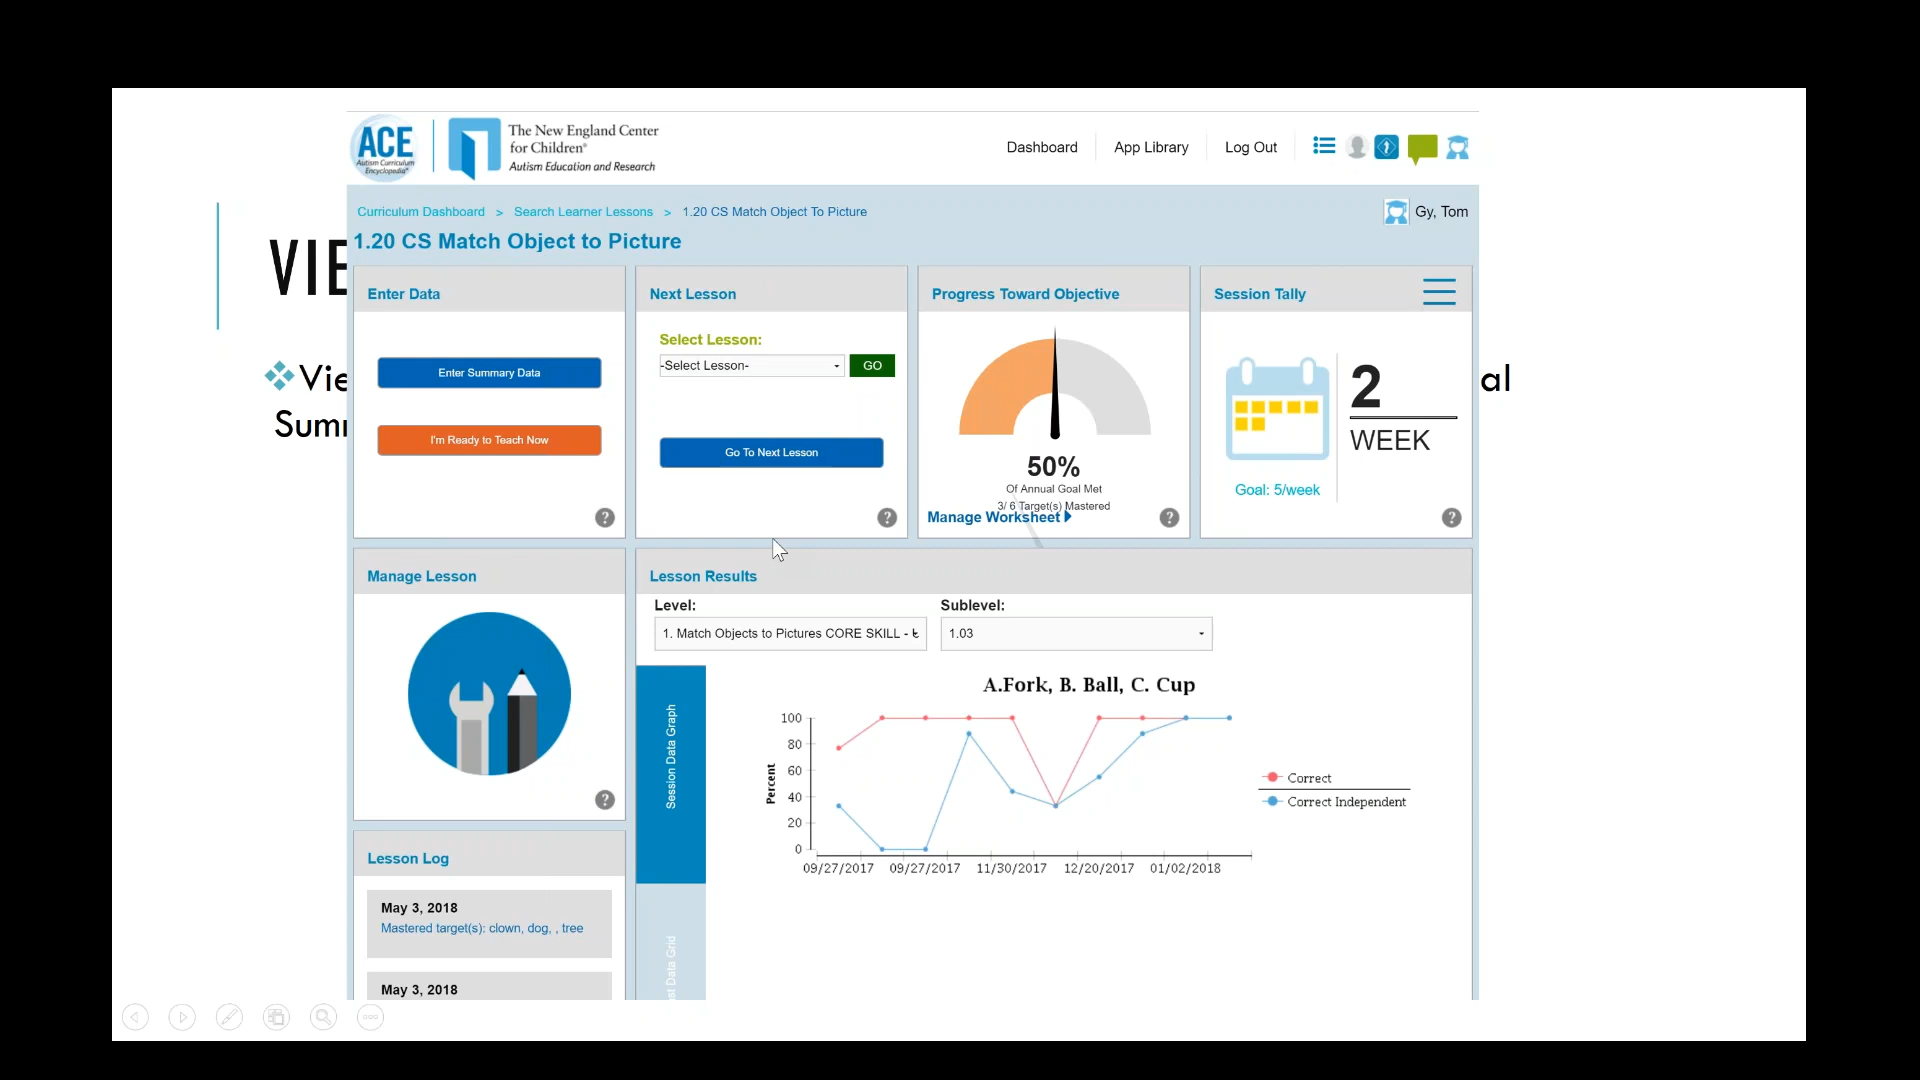 ACE
Autism Curriculum
Encyclopedia®
The New England Center
for Children®
Autism Education and Research
Dashboard
App Library
Log Out
Curriculum Dashboard > Search Learner Lessons > 1.20 CS Match Object To Picture
Gy, Tom
1.20 CS Match Object to Picture
VIE
Vie
al
Sum
Enter Data
Enter Summary Data
I'm Ready to Teach Now
?
Next Lesson
Select Lesson:
-Select Lesson-
GO
Go To Next Lesson
?
Progress Toward Objective
50%
Of Annual Goal Met
3/ 6 Target(s) Mastered
Manage Worksheet
?
Session Tally
2
WEEK
Goal: 5/week
?
Manage Lesson
?
Lesson Results
Level:
Sublevel:
1. Match Objects to Pictures CORE SKILL -
1.03
Session Data Graph
Data Grid
A.Fork, B. Ball, C. Cup
Percent
100
80
60
40
20
0
09/27/2017
09/27/2017
11/30/2017
12/20/2017
01/02/2018
Correct
Correct Independent
Lesson Log
May 3, 2018
Mastered target(s): clown, dog, , tree
May 3, 2018